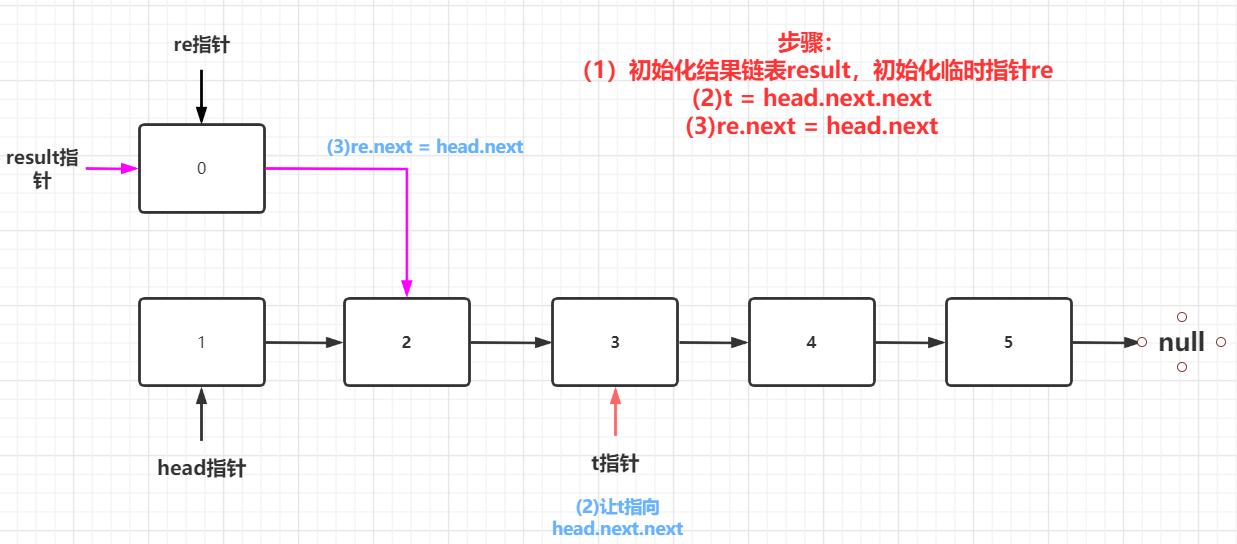 re指针
步骤：
(1）初始化结果链表result，初始化临时指针re
(2)t = head.next.next
(3)re.next = head.next
(3)re.next = head.next
result指
针
0
1
2
3
4
5
null
head指针
t指针
(2)让t指向
head.next.next